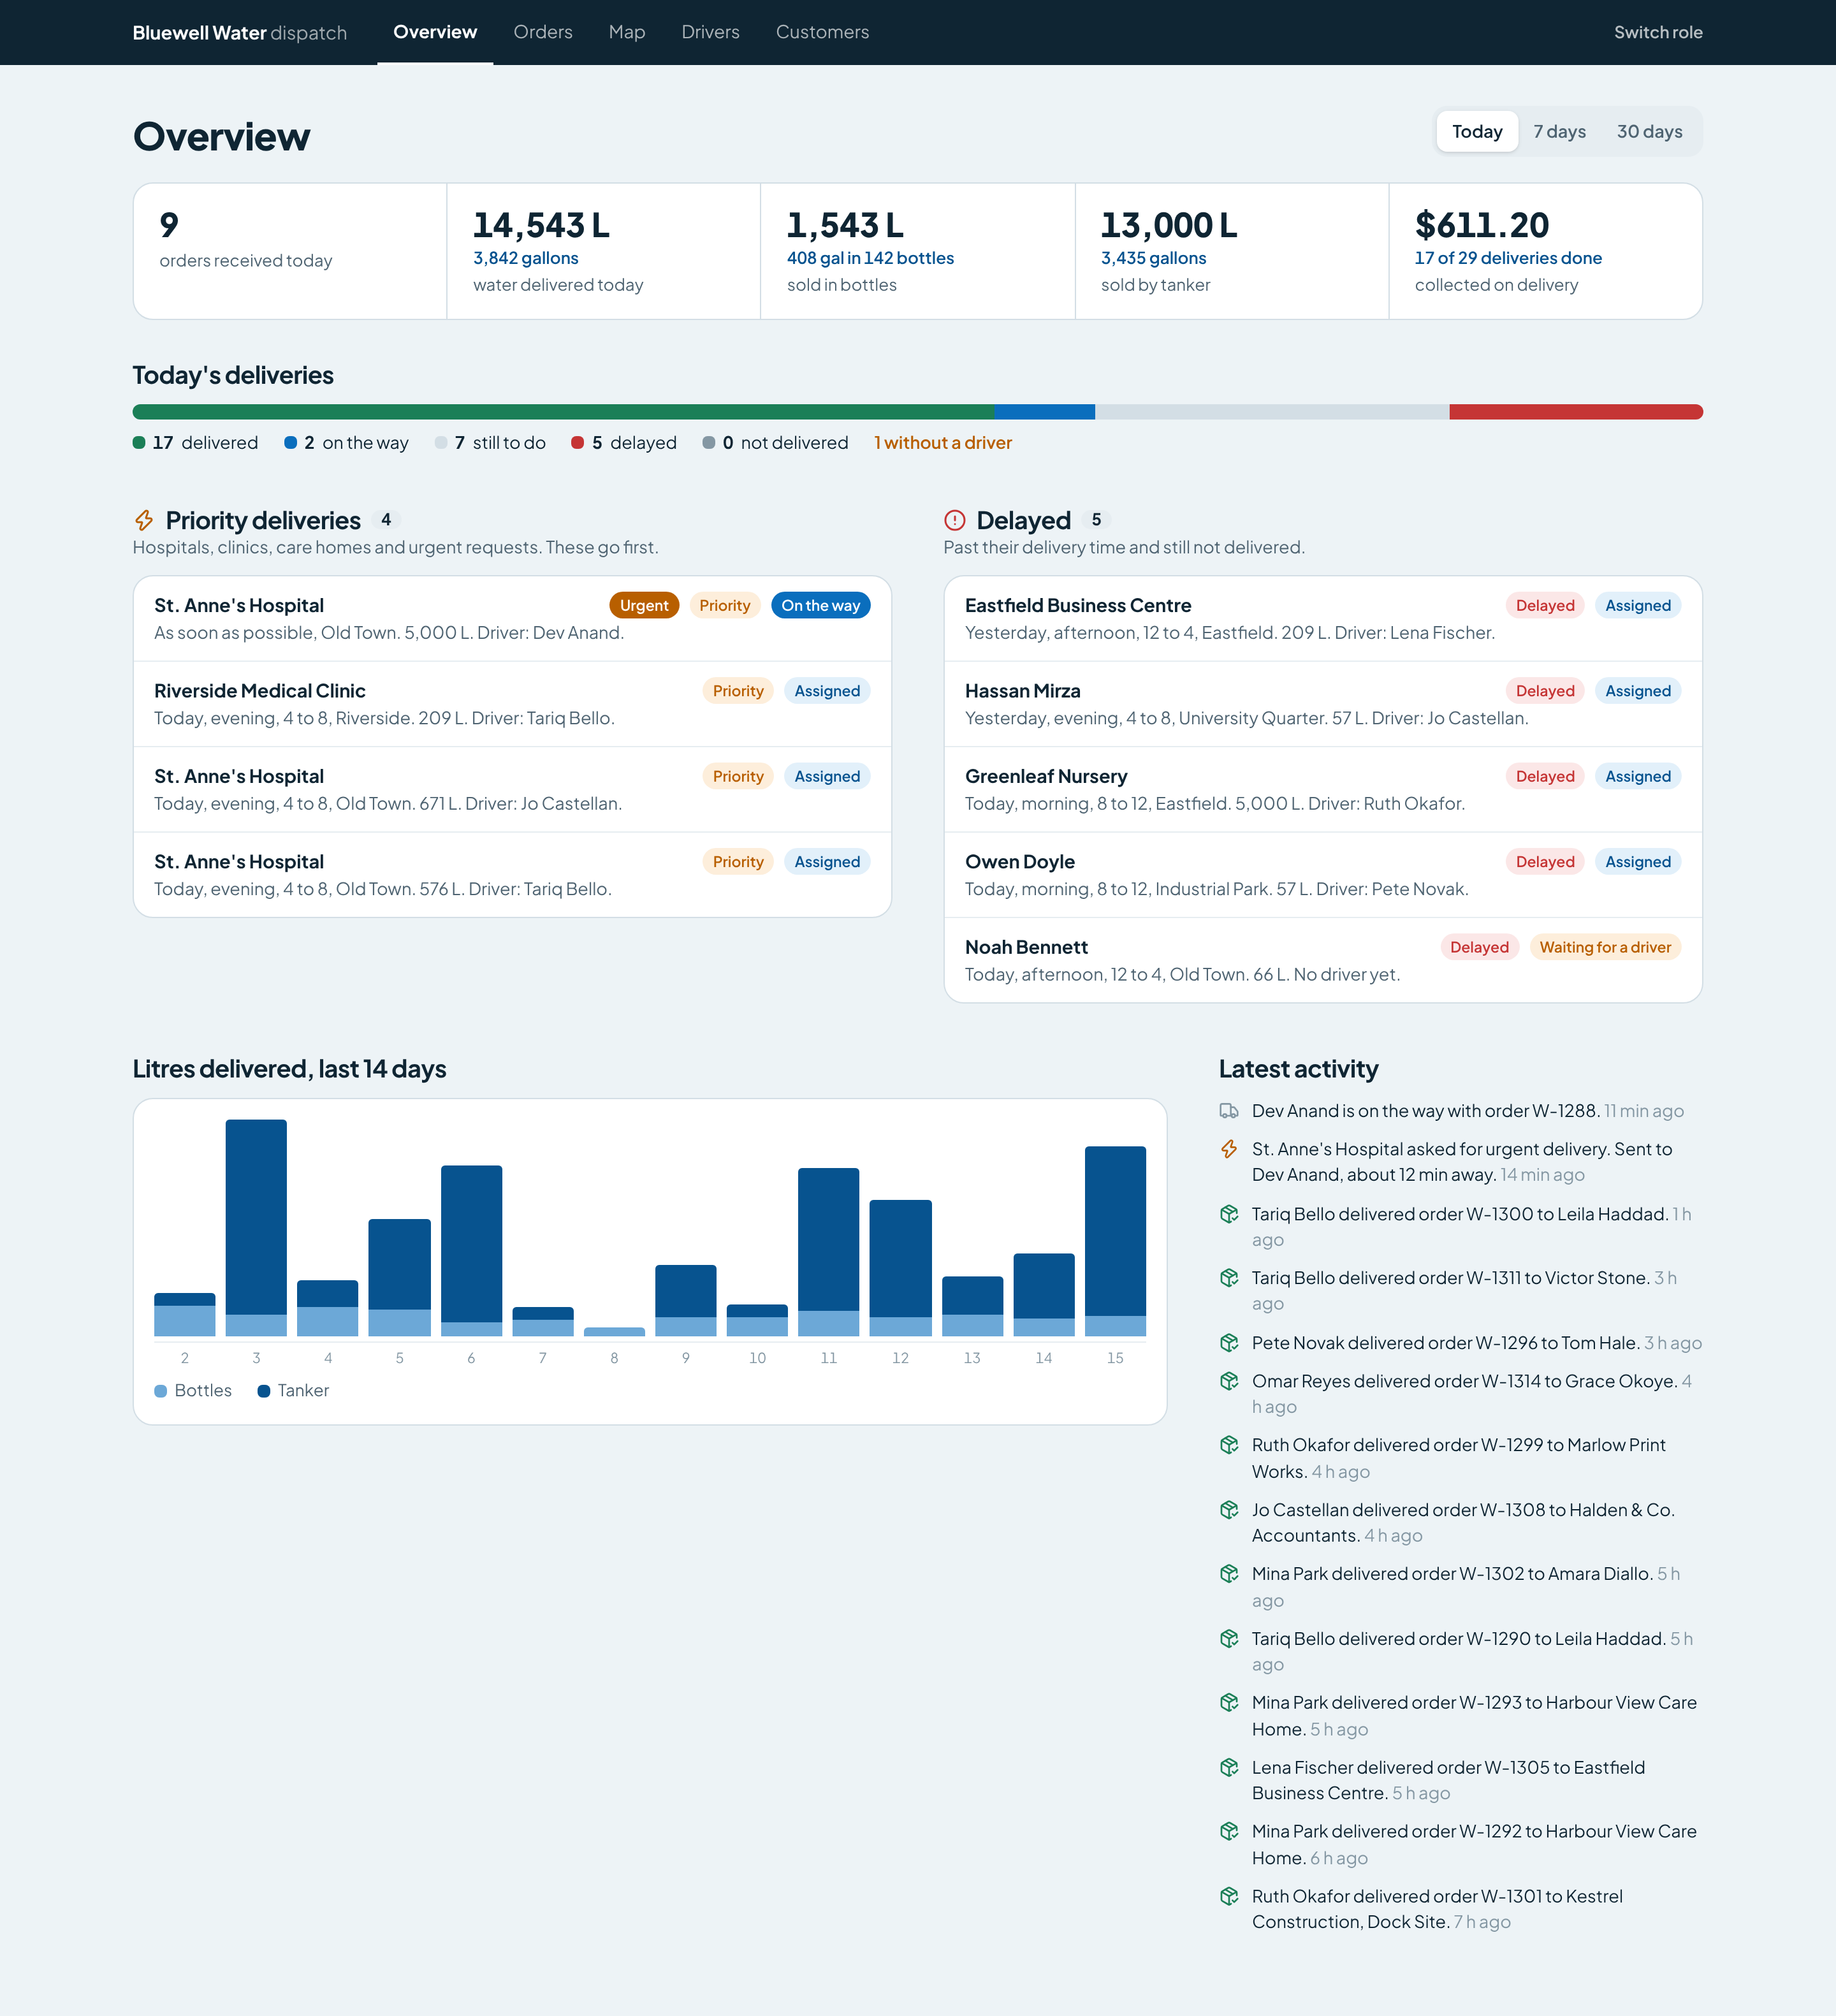 Bluewell Water dispatch
Overview
Orders
Map
Drivers
Customers
Switch role
Overview
Today
7 days
30 days
9
orders received today
14,543 L
3,842 gallons
water delivered today
1,543 L
408 gal in 142 bottles
sold in bottles
13,000 L
3,435 gallons
sold by tanker
$611.20
17 of 29 deliveries done
collected on delivery
Today's deliveries
17 delivered
2 on the way
7 still to do
5 delayed
0 not delivered
1 without a driver
Priority deliveries 4
Hospitals, clinics, care homes and urgent requests. These go first.
St. Anne's Hospital
Urgent
Priority
On the way
As soon as possible, Old Town. 5,000 L. Driver: Dev Anand.
Riverside Medical Clinic
Priority
Assigned
Today, evening, 4 to 8, Riverside. 209 L. Driver: Tariq Bello.
St. Anne's Hospital
Priority
Assigned
Today, evening, 4 to 8, Old Town. 671 L. Driver: Jo Castellan.
St. Anne's Hospital
Priority
Assigned
Today, evening, 4 to 8, Old Town. 576 L. Driver: Tariq Bello.
Delayed 5
Past their delivery time and still not delivered.
Eastfield Business Centre
Delayed
Assigned
Yesterday, afternoon, 12 to 4, Eastfield. 209 L. Driver: Lena Fischer.
Hassan Mirza
Delayed
Assigned
Yesterday, evening, 4 to 8, University Quarter. 57 L. Driver: Jo Castellan.
Greenleaf Nursery
Delayed
Assigned
Today, morning, 8 to 12, Eastfield. 5,000 L. Driver: Ruth Okafor.
Owen Doyle
Delayed
Assigned
Today, morning, 8 to 12, Industrial Park. 57 L. Driver: Pete Novak.
Noah Bennett
Delayed
Waiting for a driver
Today, afternoon, 12 to 4, Old Town. 66 L. No driver yet.
Litres delivered, last 14 days
2 3 4 5 6 7 8 9 10 11 12 13 14 15
Bottles
Tanker
Latest activity
Dev Anand is on the way with order W-1288. 11 min ago
St. Anne's Hospital asked for urgent delivery. Sent to
Dev Anand, about 12 min away. 14 min ago
Tariq Bello delivered order W-1300 to Leila Haddad. 1 h
ago
Tariq Bello delivered order W-1311 to Victor Stone. 3 h
ago
Pete Novak delivered order W-1296 to Tom Hale. 3 h ago
Omar Reyes delivered order W-1314 to Grace Okoye. 4
h ago
Ruth Okafor delivered order W-1299 to Marlow Print
Works. 4 h ago
Jo Castellan delivered order W-1308 to Halden & Co.
Accountants. 4 h ago
Mina Park delivered order W-1302 to Amara Diallo. 5 h
ago
Tariq Bello delivered order W-1290 to Leila Haddad. 5 h
ago
Mina Park delivered order W-1293 to Harbour View Care
Home. 5 h ago
Lena Fischer delivered order W-1305 to Eastfield
Business Centre. 5 h ago
Mina Park delivered order W-1292 to Harbour View Care
Home. 6 h ago
Ruth Okafor delivered order W-1301 to Kestrel
Construction, Dock Site. 7 h ago